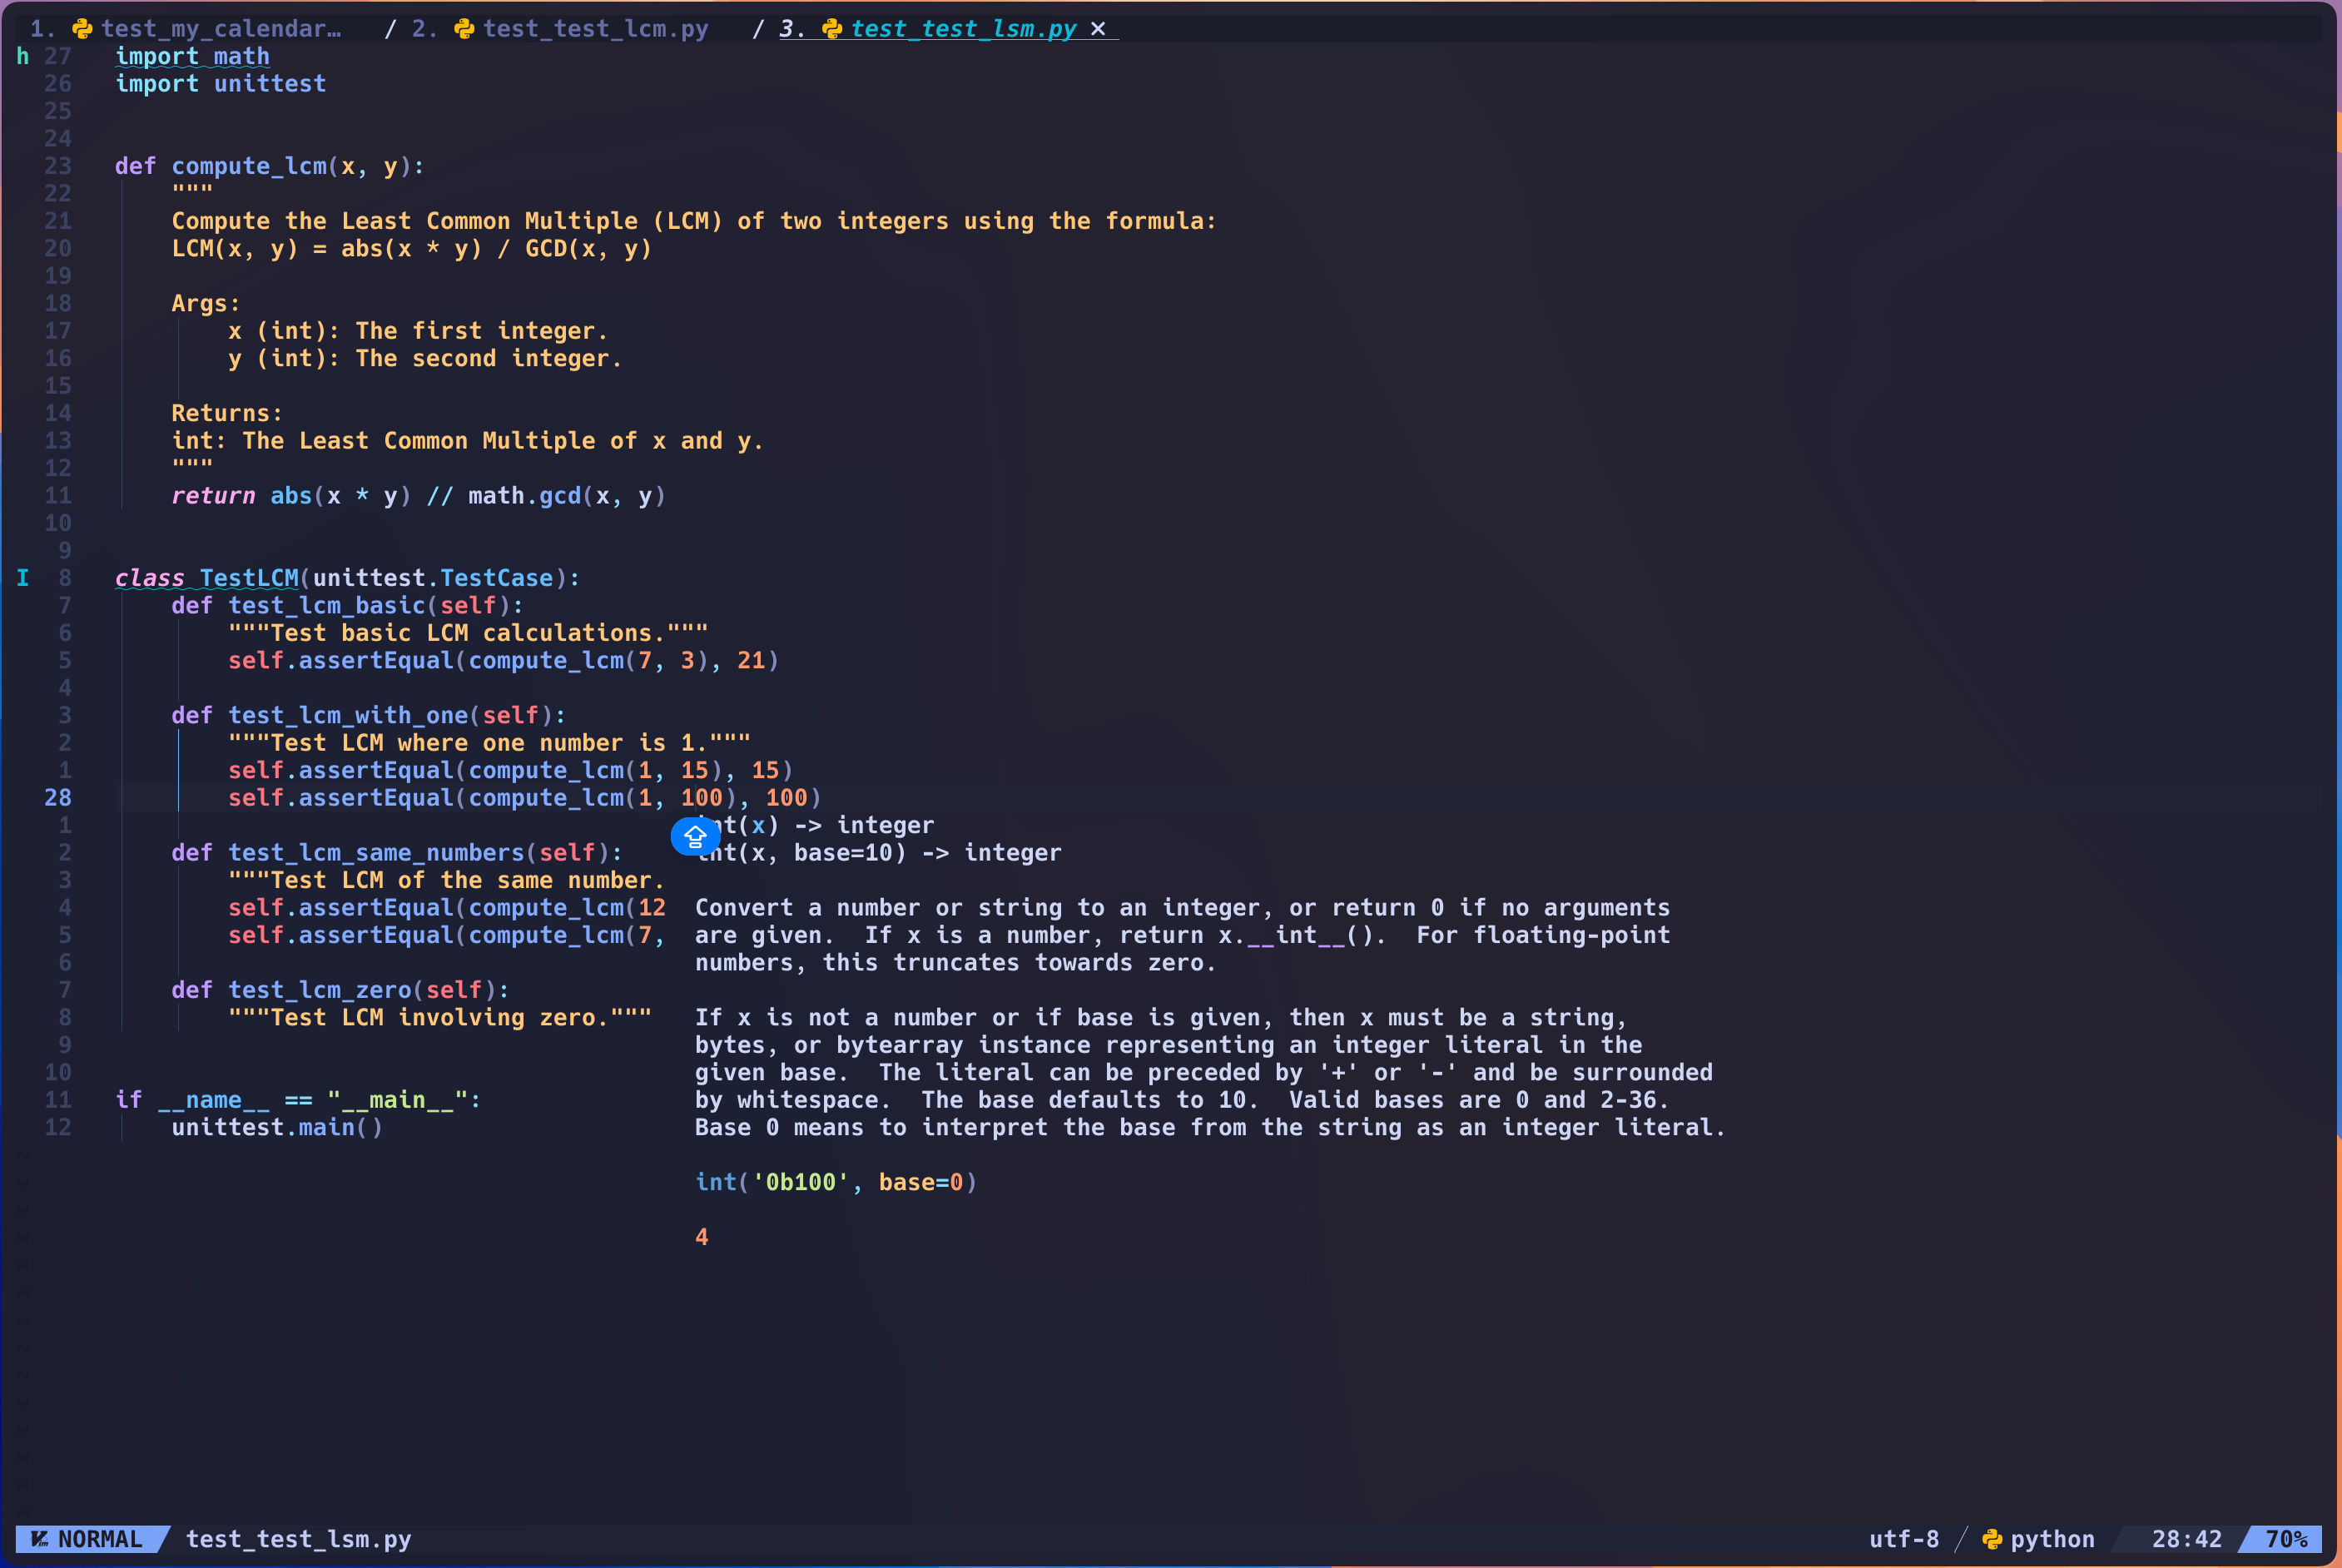 1. test_my_calendar… / 2. test_test_lcm.py / 3. test_test_lsm.py ✕
h 27 import math
26 import unittest
25
24
23 def compute_lcm(x, y):
22 """
21 Compute the Least Common Multiple (LCM) of two integers using the formula:
20 LCM(x, y) = abs(x * y) / GCD(x, y)
19
18 Args:
17 x (int): The first integer.
16 y (int): The second integer.
15
14 Returns:
13 int: The Least Common Multiple of x and y.
12 """
11 return abs(x * y) // math.gcd(x, y)
10
9
I 8 class TestLCM(unittest.TestCase):
7 def test_lcm_basic(self):
6 """Test basic LCM calculations."""
5 self.assertEqual(compute_lcm(7, 3), 21)
4
3 def test_lcm_with_one(self):
2 """Test LCM where one number is 1."""
1 self.assertEqual(compute_lcm(1, 15), 15)
28 self.assertEqual(compute_lcm(1, 100), 100)
1 nt(x) -> integer
2 def test_lcm_same_numbers(self): int(x, base=10) -> integer
3 """Test LCM of the same number.
4 self.assertEqual(compute_lcm(12 Convert a number or string to an integer, or return 0 if no arguments
5 self.assertEqual(compute_lcm(7, are given.  If x is a number, return x.__int__().  For floating-point
6 numbers, this truncates towards zero.
7 def test_lcm_zero(self):
8 """Test LCM involving zero.""" If x is not a number or if base is given, then x must be a string,
9 bytes, or bytearray instance representing an integer literal in the
10 given base.  The literal can be preceded by '+' or '-' and be surrounded
11 if __name__ == "__main__": by whitespace.  The base defaults to 10.  Valid bases are 0 and 2-36.
12 unittest.main() Base 0 means to interpret the base from the string as an integer literal.
~
~ int('0b100', base=0)
~
~ 4
~
~
~
~
~
~
~
~
~
~
NORMAL test_test_lsm.py utf-8 / python 28:42 70%